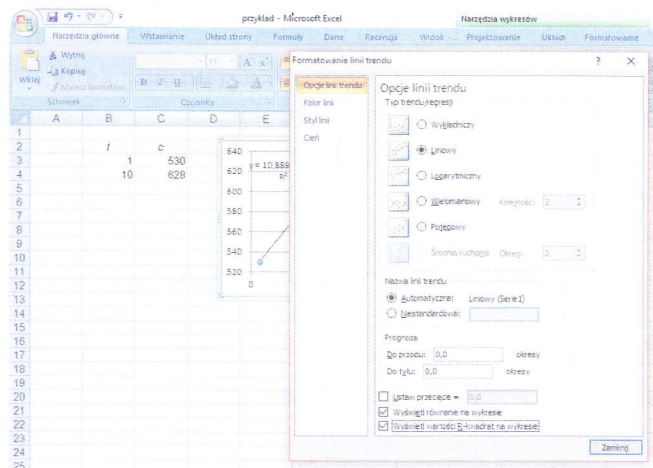 przyklad - Microsoft Excel
Narzędzia wykresów
Narzędzia główne Wstawianie Układ strony Formuły Dane Recenzja Widok Projektowanie Układ Formatowanie
Wklej
Wytnij
Kopiuj
Malarz formatów
Schowek
11 A A
B I U A
Czcionka
A B C D E
1
2
3
4
5
6
7
8
9
10
11
12
13
14
15
16
17
18
19
20
21
22
23
24
25
t c
1 530
10 628
640
620
600
580
560
540
520
0
y = 10,889
R²
Formatowanie linii trendu ? ×
Opcje linii trendu
Kolor linii
Styl linii
Cień
Opcje linii trendu
Typ trendu/regresji
Wykładniczy
Liniowy
Logarytmiczny
Wielomianowy Kolejność: 2
Potęgowy
Średnia ruchoma Okres: 2
Nazwa linii trendu
Automatyczna: Liniowy (Serie1)
Niestandardowa:
Prognoza
Do przodu: 0,0 okresy
Do tyłu: 0,0 okresy
Ustaw przecięcie = 0,0
Wyświetl równanie na wykresie
Wyświetl wartości R-kwadrat na wykresie
Zamknij